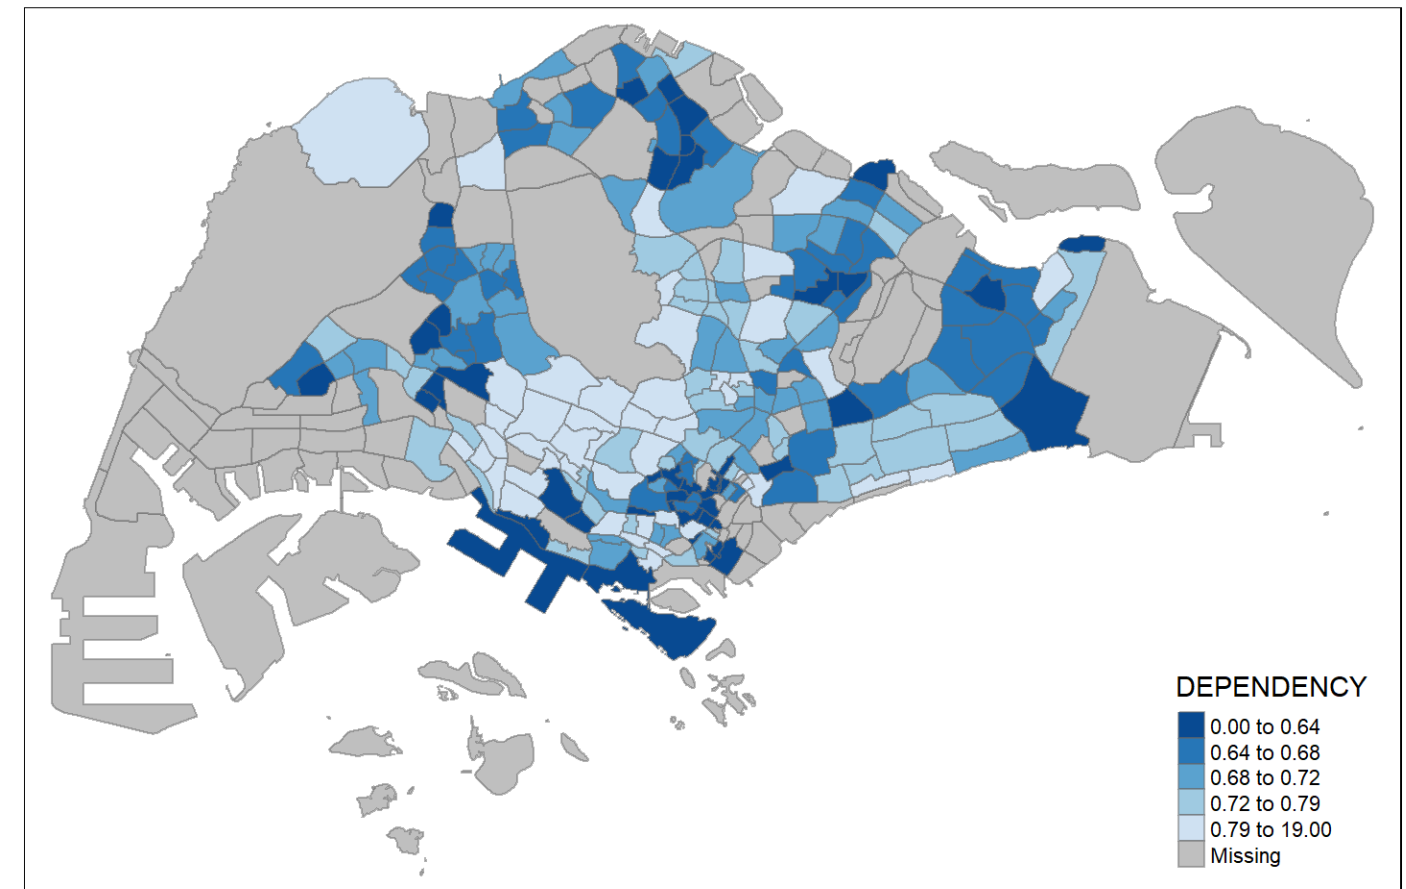 DEPENDENCY
0.00 to 0.64
0.64 to 0.68
0.68 to 0.72
0.72 to 0.79
0.79 to 19.00
Missing